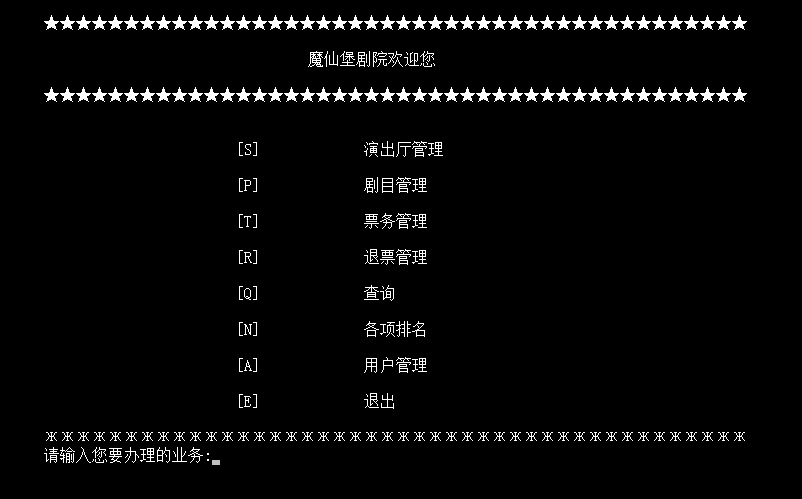 ★★★★★★★★★★★★★★★★★★★★★★★★★★★★★★★★★★★★★★★★★★★★
魔仙堡剧院欢迎您
★★★★★★★★★★★★★★★★★★★★★★★★★★★★★★★★★★★★★★★★★★★★
[S] 演出厅管理
[P] 剧目管理
[T] 票务管理
[R] 退票管理
[Q] 查询
[N] 各项排名
[A] 用户管理
[E] 退出
жжжжжжжжжжжжжжжжжжжжжжжжжжжжжжжжжжжжжжжжжжжж
请输入您要办理的业务: